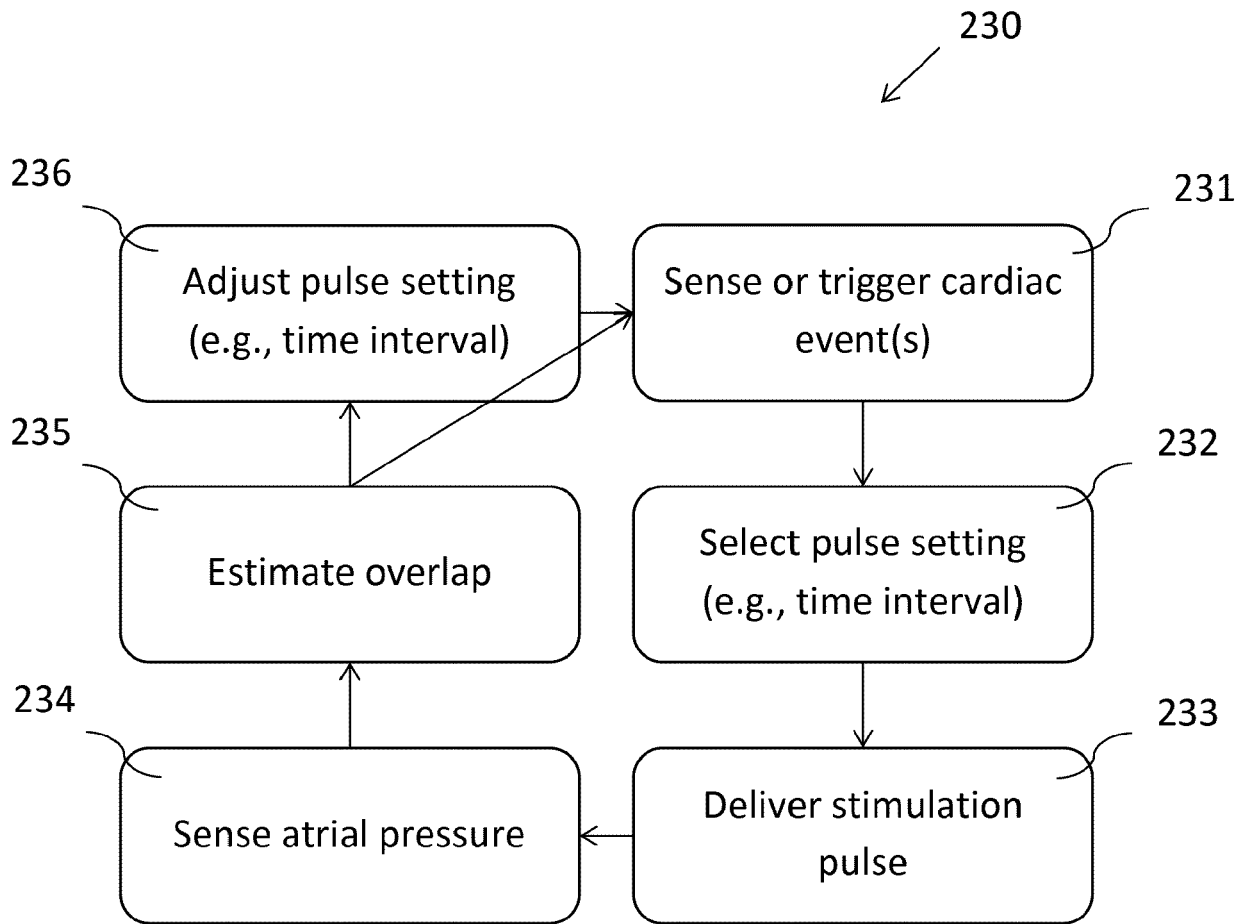 230
236
231
Adjust pulse setting
(e.g., time interval)
Sense or trigger cardiac
event(s)
235
232
Estimate overlap
Select pulse setting
(e.g., time interval)
234
233
Sense atrial pressure
Deliver stimulation
pulse